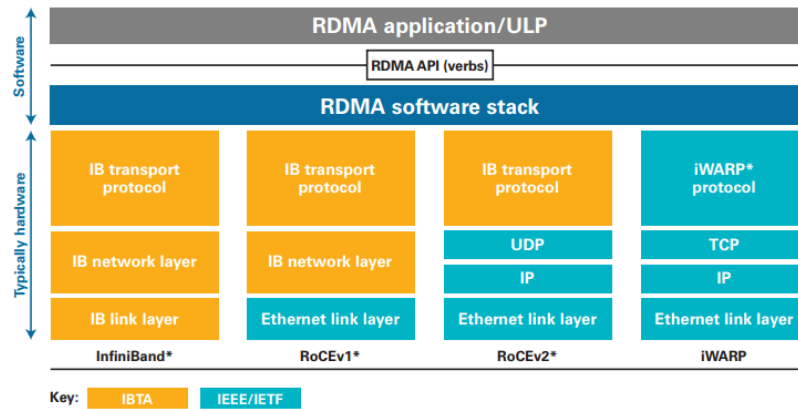 Software
RDMA application/ULP
RDMA API (verbs)
RDMA software stack
Typically hardware
IB transport
protocol
IB transport
protocol
IB transport
protocol
iWARP*
protocol
IB network layer
IB network layer
UDP
TCP
IP
IP
IB link layer
Ethernet link layer
Ethernet link layer
Ethernet link layer
InfiniBand*
RoCEv1*
RoCEv2*
iWARP
Key:
IBTA
IEEE/IETF